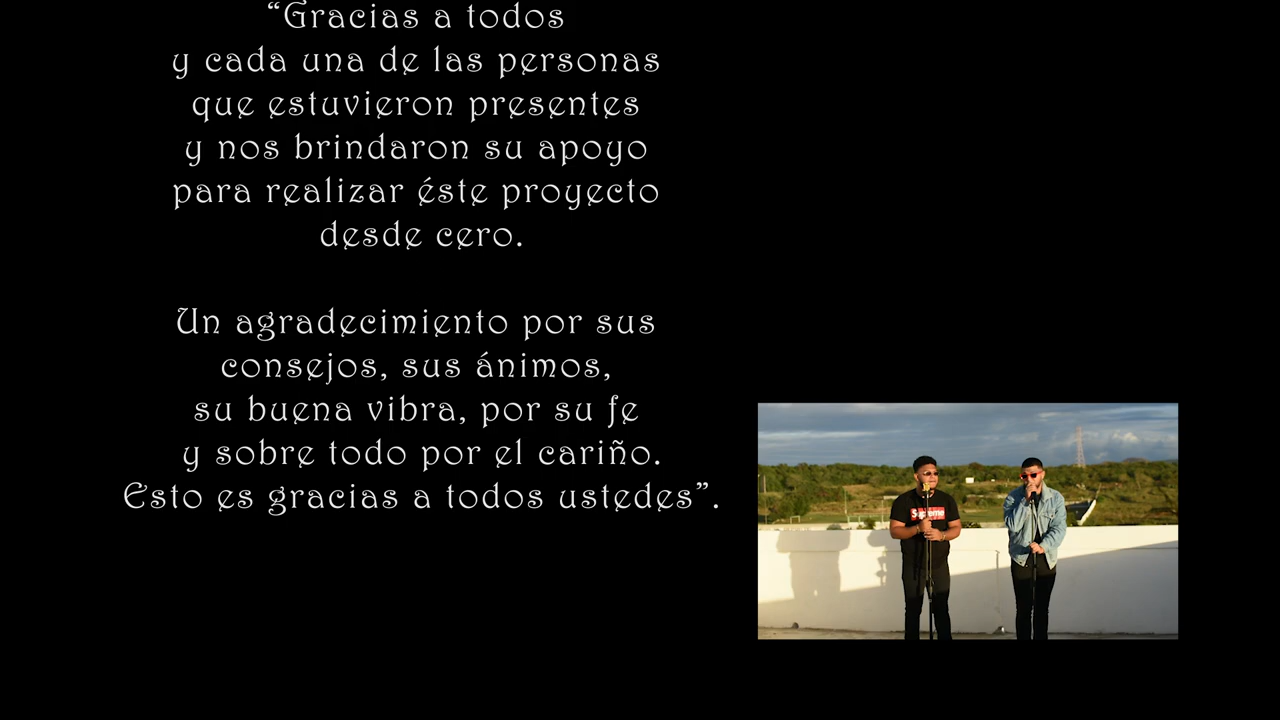 “Gracias a todos
y cada una de las personas
que estuvieron presentes
y nos brindaron su apoyo
para realizar éste proyecto
desde cero.
Un agradecimiento por sus
consejos, sus ánimos,
su buena vibra, por su fe
y sobre todo por el cariño.
Esto es gracias a todos ustedes”.
Supreme